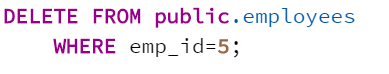 DELETE FROM public.employees
    WHERE emp_id=5;